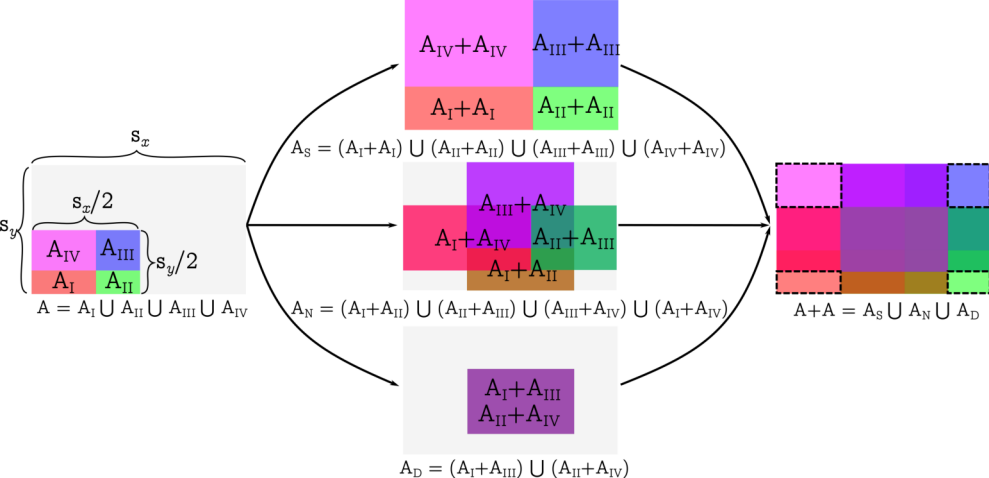 s_x
s_y
s_x/2
s_y/2
A_IV A_III
A_I A_II
A = A_I ⋃ A_II ⋃ A_III ⋃ A_IV
A_IV+A_IV A_III+A_III
A_I+A_I A_II+A_II
A_S = (A_I+A_I) ⋃ (A_II+A_II) ⋃ (A_III+A_III) ⋃ (A_IV+A_IV)
A_III+A_IV
A_I+A_IV A_II+A_III
A_I+A_II
A_N = (A_I+A_II) ⋃ (A_II+A_III) ⋃ (A_III+A_IV) ⋃ (A_I+A_IV)
A_I+A_III
A_II+A_IV
A_D = (A_I+A_III) ⋃ (A_II+A_IV)
A+A = A_S ⋃ A_N ⋃ A_D